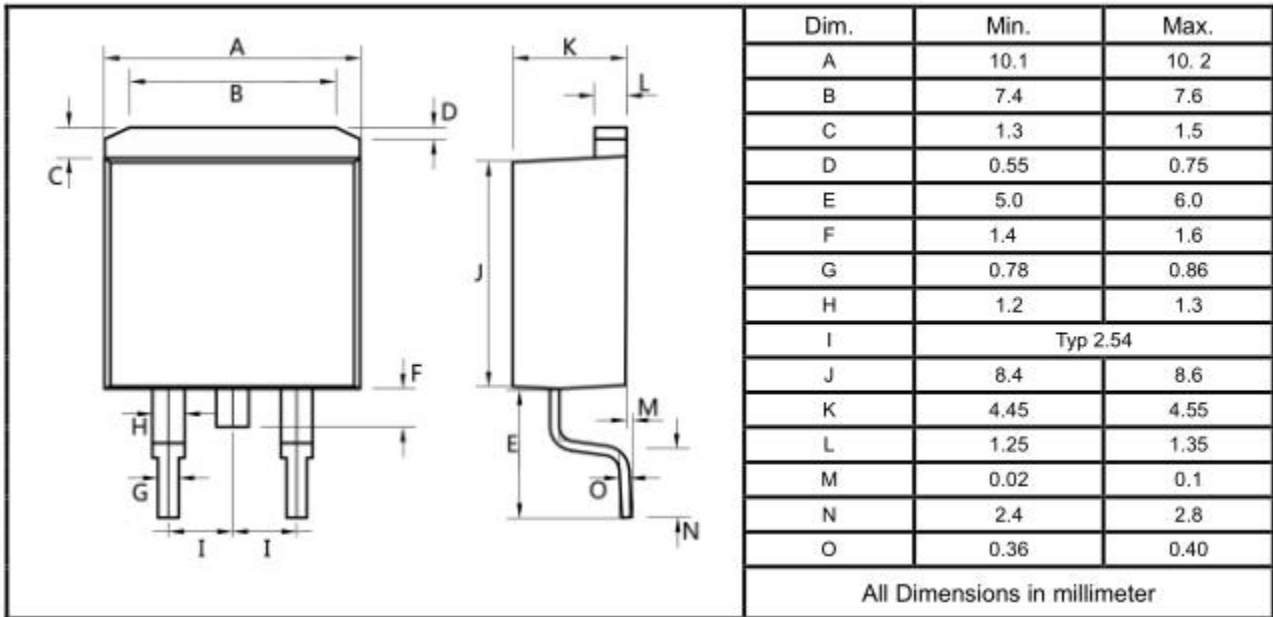 A
B
C
D
K
L
J
F
H
G
I
I
E
M
O
N
Dim. Min. Max.
A 10.1 10. 2
B 7.4 7.6
C 1.3 1.5
D 0.55 0.75
E 5.0 6.0
F 1.4 1.6
G 0.78 0.86
H 1.2 1.3
I Typ 2.54
J 8.4 8.6
K 4.45 4.55
L 1.25 1.35
M 0.02 0.1
N 2.4 2.8
O 0.36 0.40
All Dimensions in millimeter